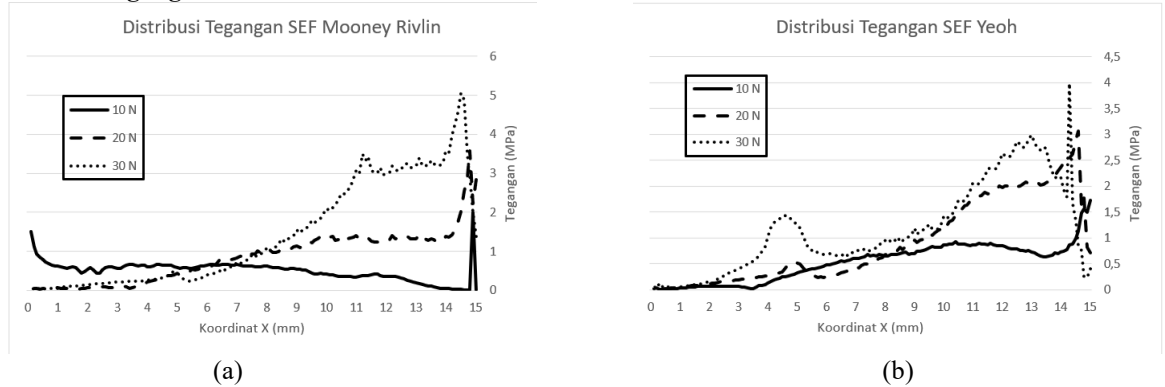 Distribusi Tegangan SEF Mooney Rivlin
6
5
4
3
2
1
0
Tegangan (MPa)
10 N
20 N
30 N
0 1 2 3 4 5 6 7 8 9 10 11 12 13 14 15
Koordinat X (mm)
(a)
Distribusi Tegangan SEF Yeoh
4,5
4
3,5
3
2,5
2
1,5
1
0,5
0
Tegangan (MPa)
10 N
20 N
30 N
0 1 2 3 4 5 6 7 8 9 10 11 12 13 14 15
Koordinat X (mm)
(b)